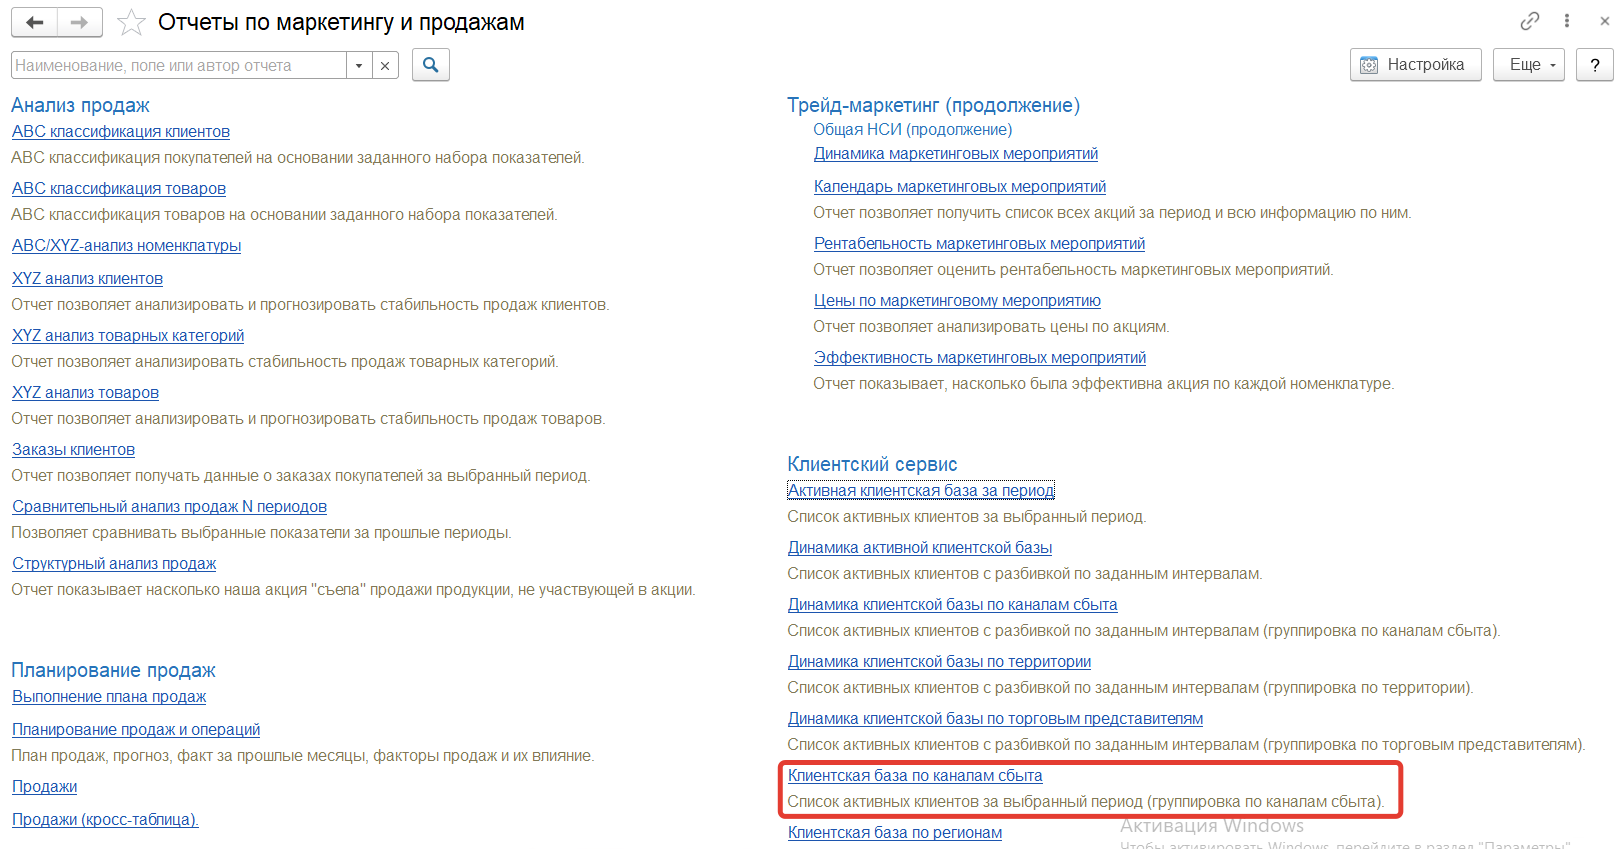 Отчеты по маркетингу и продажам
Наименование, поле или автор отчета
Настройка
Еще
?
Анализ продаж
ABC классификация клиентов
ABC классификация покупателей на основании заданного набора показателей.
ABC классификация товаров
ABC классификация товаров на основании заданного набора показателей.
ABC/XYZ-анализ номенклатуры
XYZ анализ клиентов
Отчет позволяет анализировать и прогнозировать стабильность продаж клиентов.
XYZ анализ товарных категорий
Отчет позволяет анализировать стабильность продаж товарных категорий.
XYZ анализ товаров
Отчет позволяет анализировать и прогнозировать стабильность продаж товаров.
Заказы клиентов
Отчет позволяет получать данные о заказах покупателей за выбранный период.
Сравнительный анализ продаж N периодов
Позволяет сравнивать выбранные показатели за прошлые периоды.
Структурный анализ продаж
Отчет показывает насколько наша акция "съела" продажи продукции, не участвующей в акции.
Планирование продаж
Выполнение плана продаж
Планирование продаж и операций
План продаж, прогноз, факт за прошлые месяцы, факторы продаж и их влияние.
Продажи
Продажи (кросс-таблица).
Трейд-маркетинг (продолжение)
Общая НСИ (продолжение)
Динамика маркетинговых мероприятий
Календарь маркетинговых мероприятий
Отчет позволяет получить список всех акций за период и всю информацию по ним.
Рентабельность маркетинговых мероприятий
Отчет позволяет оценить рентабельность маркетинговых мероприятий.
Цены по маркетинговому мероприятию
Отчет позволяет анализировать цены по акциям.
Эффективность маркетинговых мероприятий
Отчет показывает, насколько была эффективна акция по каждой номенклатуре.
Клиентский сервис
Активная клиентская база за период
Список активных клиентов за выбранный период.
Динамика активной клиентской базы
Список активных клиентов с разбивкой по заданным интервалам.
Динамика клиентской базы по каналам сбыта
Список активных клиентов с разбивкой по заданным интервалам (группировка по каналам сбыта).
Динамика клиентской базы по территории
Список активных клиентов с разбивкой по заданным интервалам (группировка по территории).
Динамика клиентской базы по торговым представителям
Список активных клиентов с разбивкой по заданным интервалам (группировка по торговым представителям).
Клиентская база по каналам сбыта
Список активных клиентов за выбранный период (группировка по каналам сбыта).
Клиентская база по регионам
Активация Windows
Чтобы активировать Windows, перейдите в раздел "Параметры".